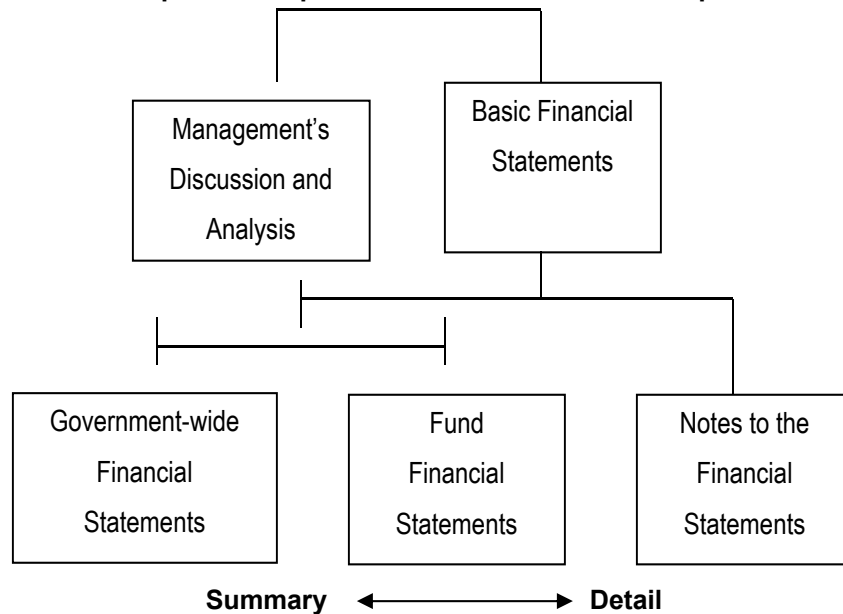 Management's
Discussion and
Analysis
Basic Financial
Statements
Government-wide
Financial
Statements
Fund
Financial
Statements
Notes to the
Financial
Statements
Summary
Detail